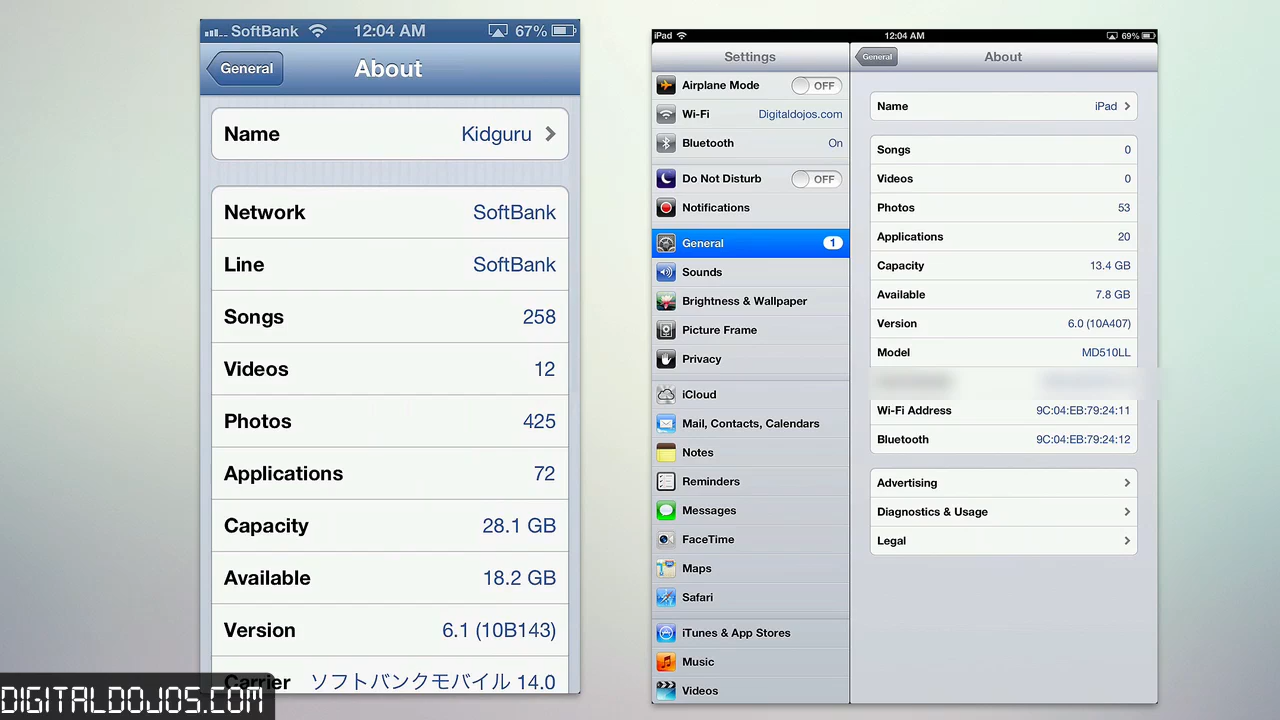 SoftBank 12:04 AM 67%
General About
Name Kidguru
Network SoftBank
Line SoftBank
Songs 258
Videos 12
Photos 425
Applications 72
Capacity 28.1 GB
Available 18.2 GB
Version 6.1 (10B143)
Carrier ソフトバンクモバイル 14.0
DIGITALDOJOS.COM
iPad 12:04 AM 69%
Settings
Airplane Mode OFF
Wi-Fi Digitaldojos.com
Bluetooth On
Do Not Disturb OFF
Notifications
General 1
Sounds
Brightness & Wallpaper
Picture Frame
Privacy
iCloud
Mail, Contacts, Calendars
Notes
Reminders
Messages
FaceTime
Maps
Safari
iTunes & App Stores
Music
Videos
General About
Name iPad
Songs 0
Videos 0
Photos 53
Applications 20
Capacity 13.4 GB
Available 7.8 GB
Version 6.0 (10A407)
Model MD510LL
Wi-Fi Address 9C:04:EB:79:24:11
Bluetooth 9C:04:EB:79:24:12
Advertising
Diagnostics & Usage
Legal